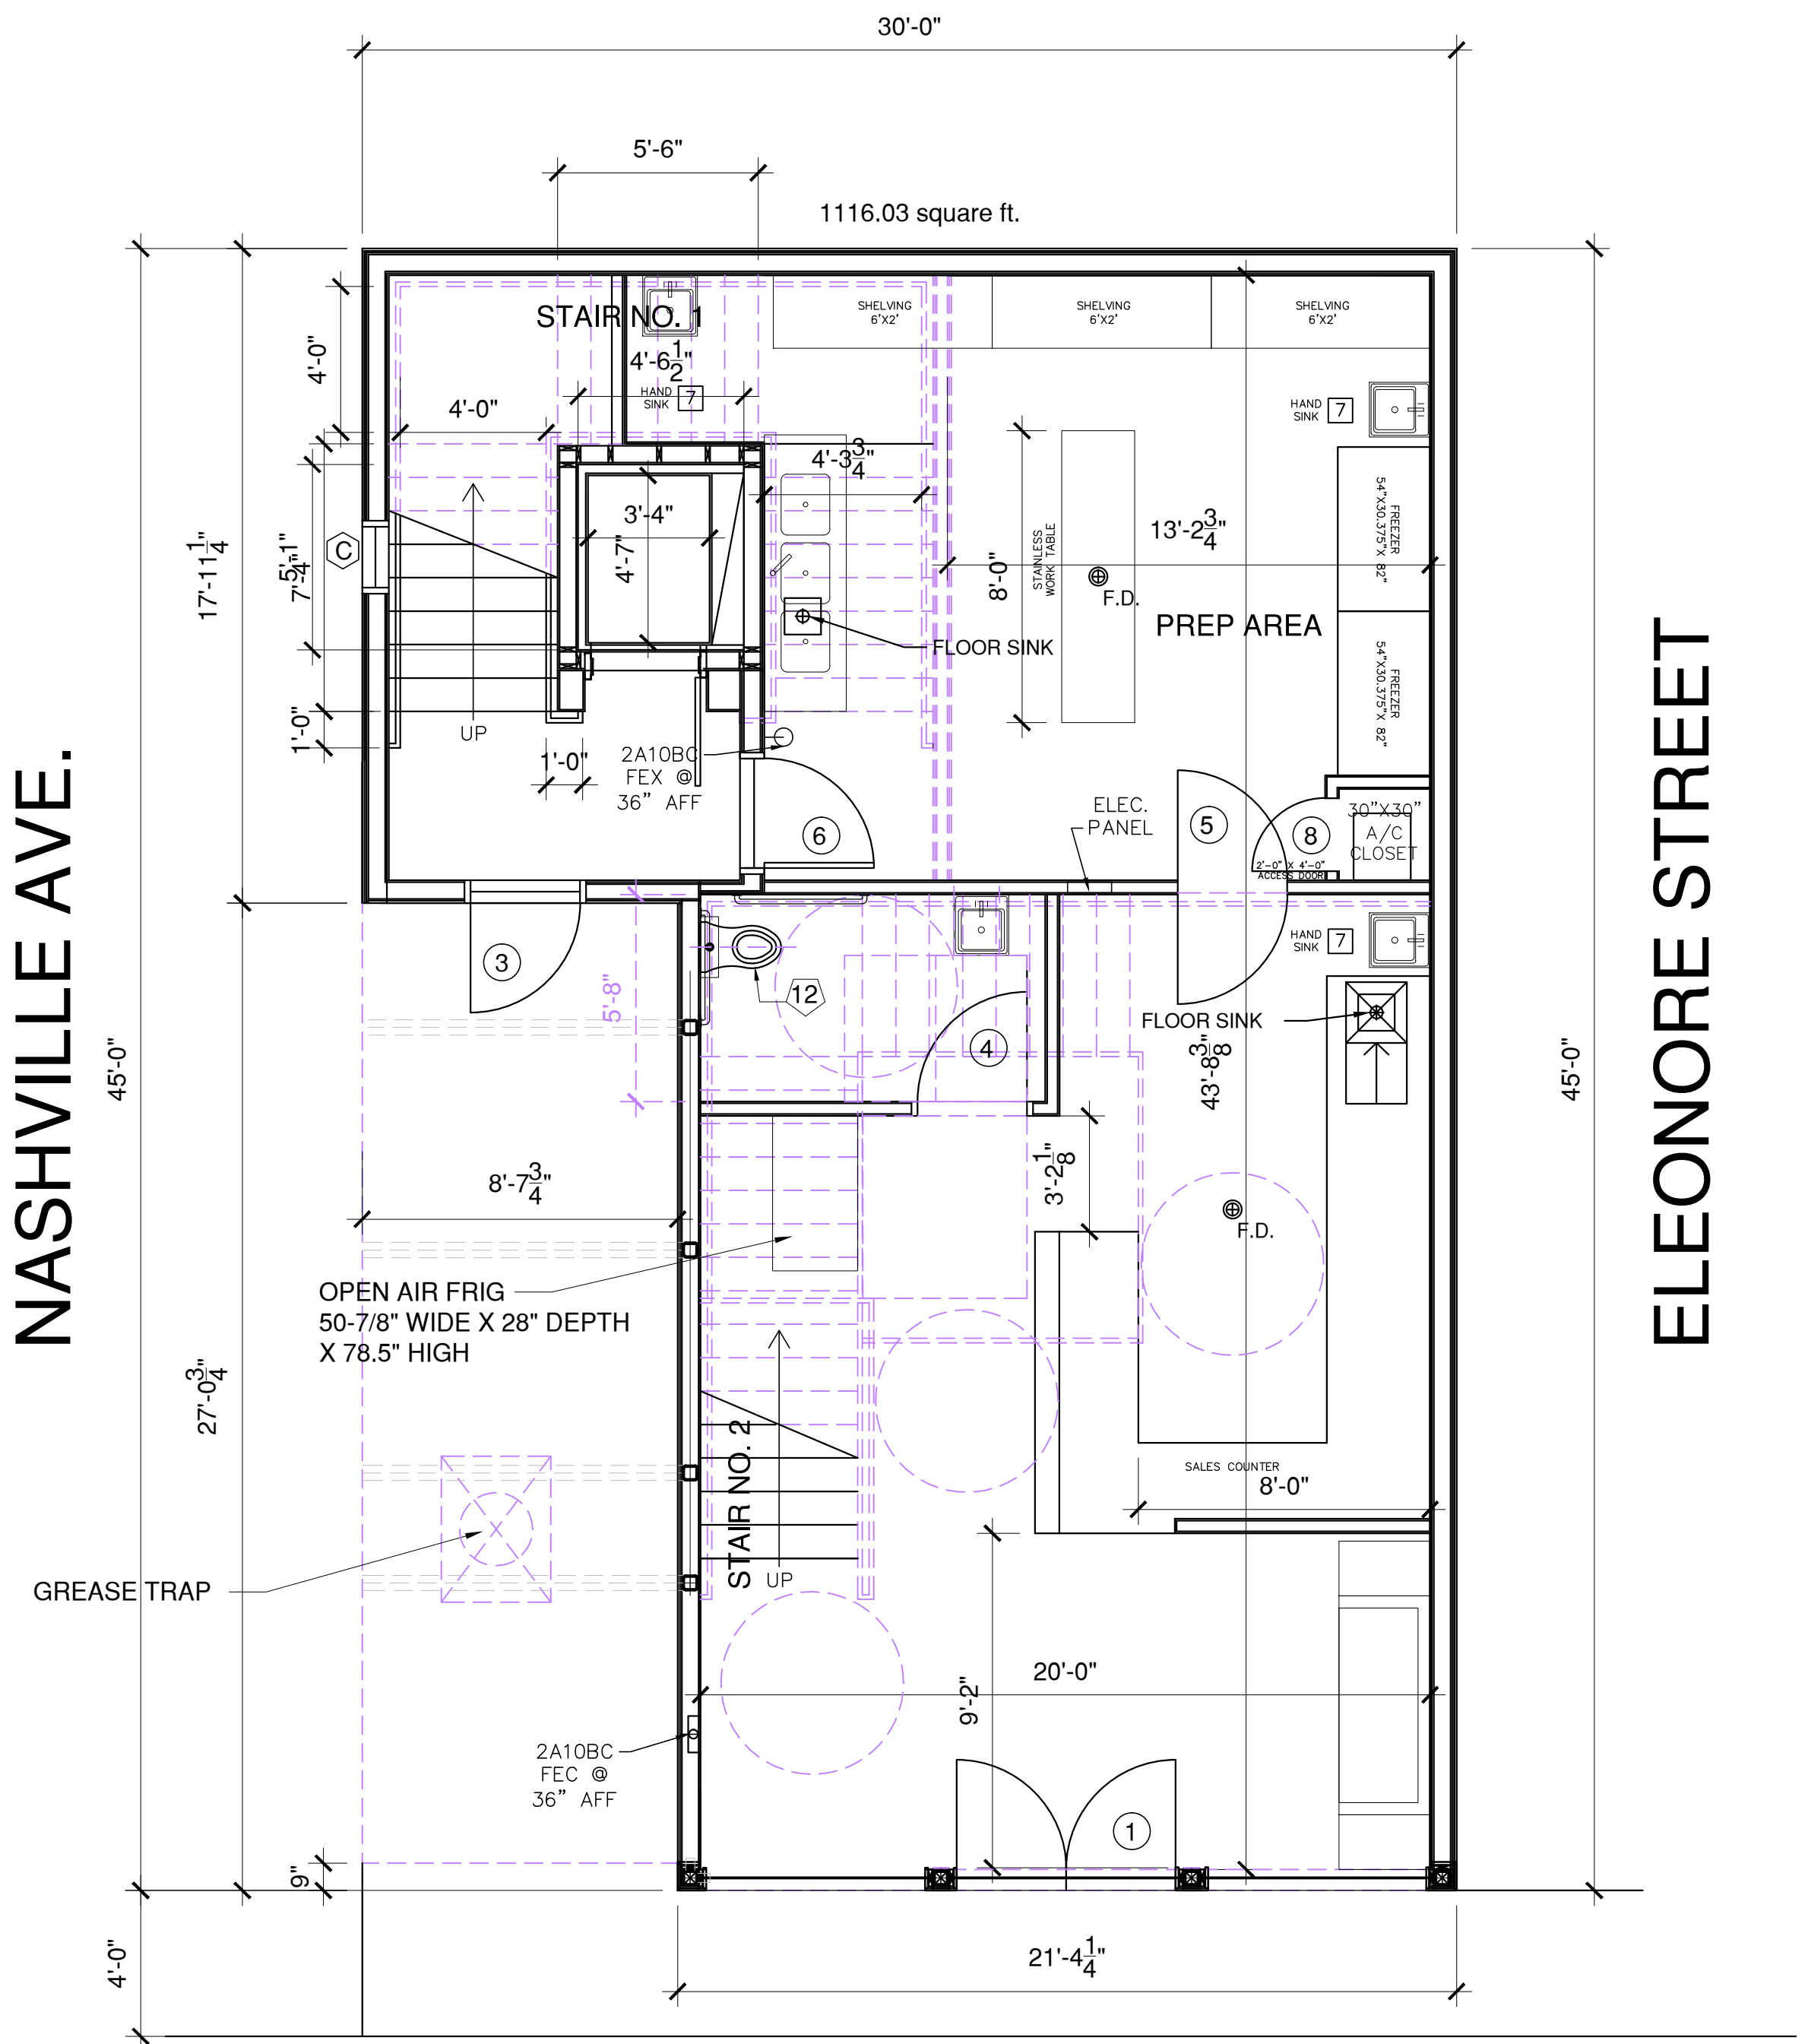 30'-0"
5'-6"
1116.03 square ft.
STAIR NO. 1
SHELVING
6'X2'
SHELVING
6'X2'
SHELVING
6'X2'
4'-0"
4'-6 1/2"
HAND
SINK
7
HAND
SINK
7
4'-0"
4'-3 3/4"
3'-4"
4'-7"
8'-0"
STAINLESS
WORK TABLE
13'-2 3/4"
FREEZER
54"X30.375"X 82"
FREEZER
54"X30.375"X 82"
F.D.
PREP AREA
FLOOR SINK
C
17'-11 1/4"
1'-0"
UP
1'-0"
2A10BC
FEX @
36” AFF
6
ELEC.
PANEL
5
8
30”X30”
A/C
CLOSET
2'-0" X 4'-0"
ACCESS DOOR
NASHVILLE AVE.
ELEONORE STREET
45'-0"
45'-0"
3
5'-8"
12
4
HAND
SINK
7
FLOOR SINK
43'-8 3/8"
8'-7 3/4"
3'-2 1/8"
F.D.
OPEN AIR FRIG
50-7/8" WIDE X 28" DEPTH
X 78.5" HIGH
27'-0 3/4"
STAIR NO. 2
UP
SALES COUNTER
8'-0"
GREASE TRAP
20'-0"
9'-2"
2A10BC
FEC @
36” AFF
1
9"
4'-0"
21'-4 1/4"